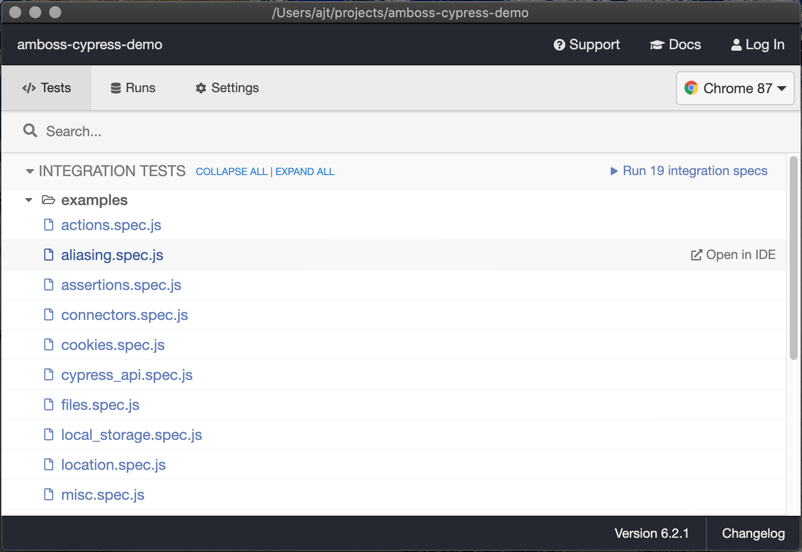 /Users/ajt/projects/amboss-cypress-demo
amboss-cypress-demo Support Docs Log In
Tests Runs Settings Chrome 87
Search...
INTEGRATION TESTS COLLAPSE ALL | EXPAND ALL Run 19 integration specs
examples
actions.spec.js
aliasing.spec.js Open in IDE
assertions.spec.js
connectors.spec.js
cookies.spec.js
cypress_api.spec.js
files.spec.js
local_storage.spec.js
location.spec.js
misc.spec.js
Version 6.2.1 Changelog